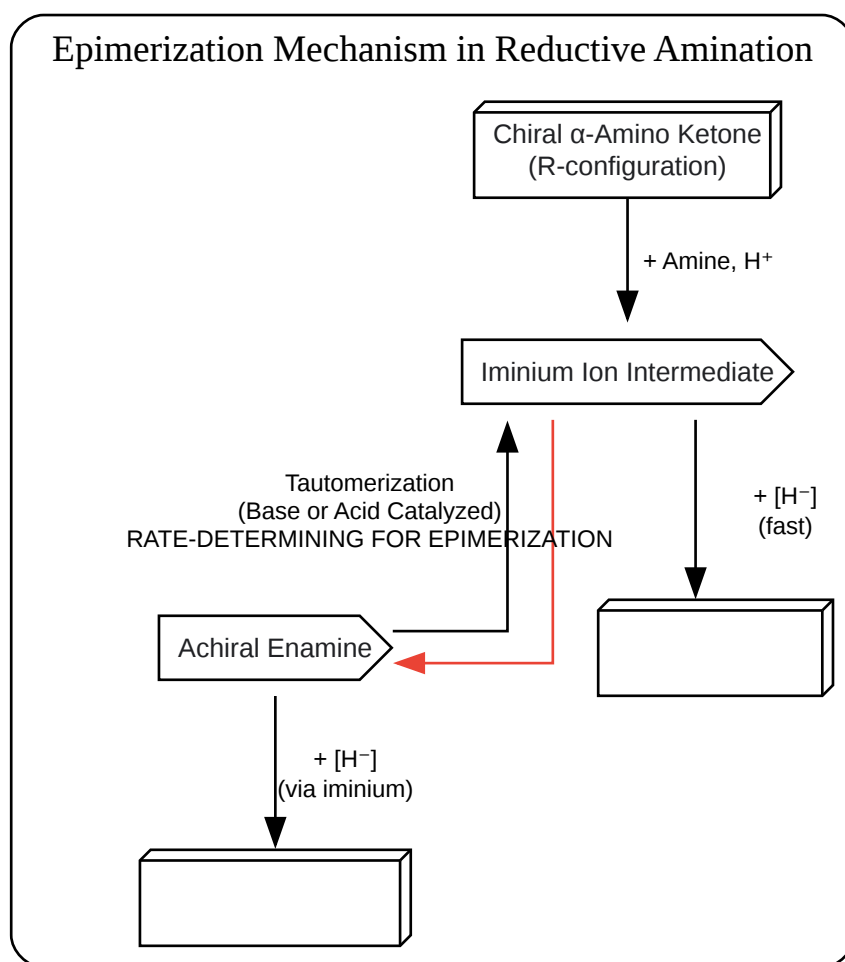 Epimerization Mechanism in Reductive Amination
Chiral α-Amino Ketone
(R-configuration)
+ Amine, H⁺
Iminium Ion Intermediate
Tautomerization
(Base or Acid Catalyzed)
RATE-DETERMINING FOR EPIMERIZATION
+ [H⁻]
(fast)
Achiral Enamine
+ [H⁻]
(via iminium)